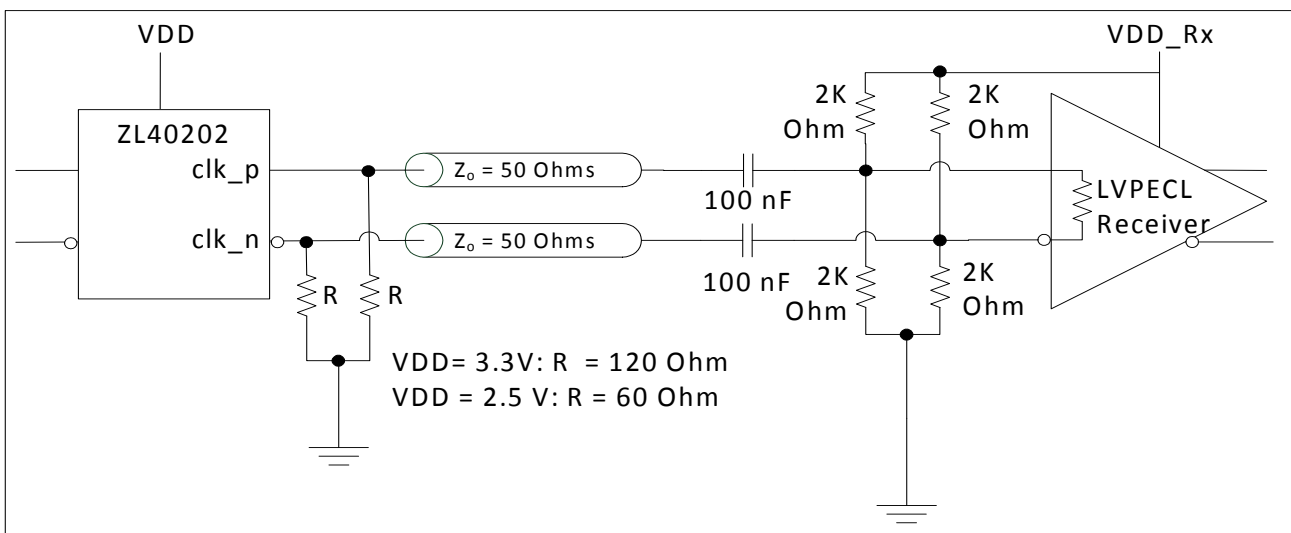 VDD
VDD_Rx
ZL40202
clk_p
clk_n
Zₒ = 50 Ohms
Zₒ = 50 Ohms
100 nF
100 nF
2K
Ohm
2K
Ohm
2K
Ohm
2K
Ohm
LVPECL
Receiver
R
R
VDD= 3.3V: R = 120 Ohm
VDD = 2.5 V: R = 60 Ohm